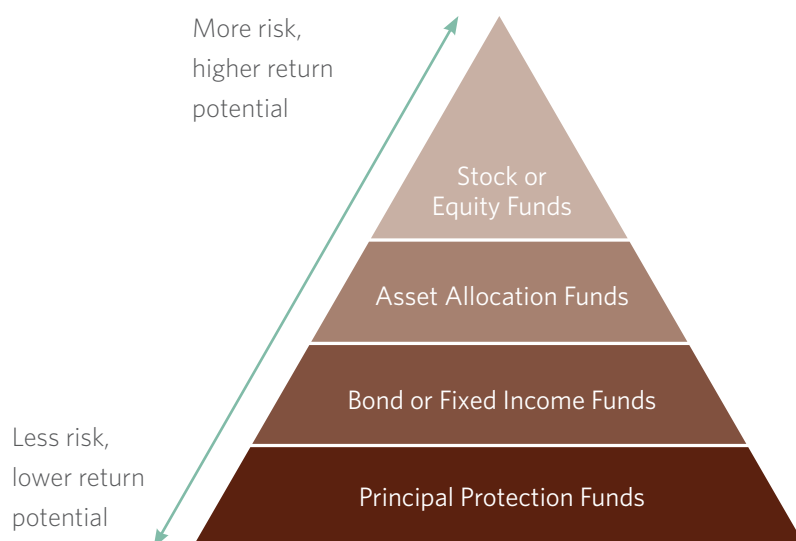 More risk,
higher return
potential
Stock or
Equity Funds
Asset Allocation Funds
Bond or Fixed Income Funds
Less risk,
lower return
potential
Principal Protection Funds